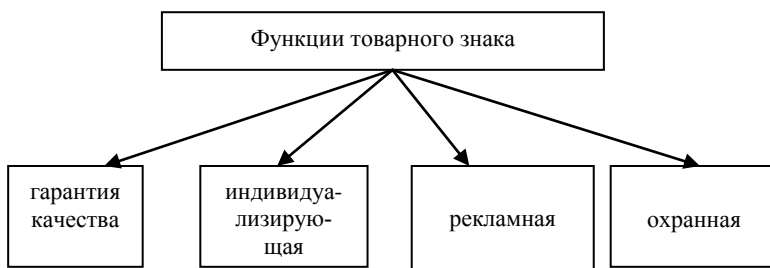 Функции товарного знака
гарантия
качества
индивидуа-
лизирую-
щая
рекламная
охранная